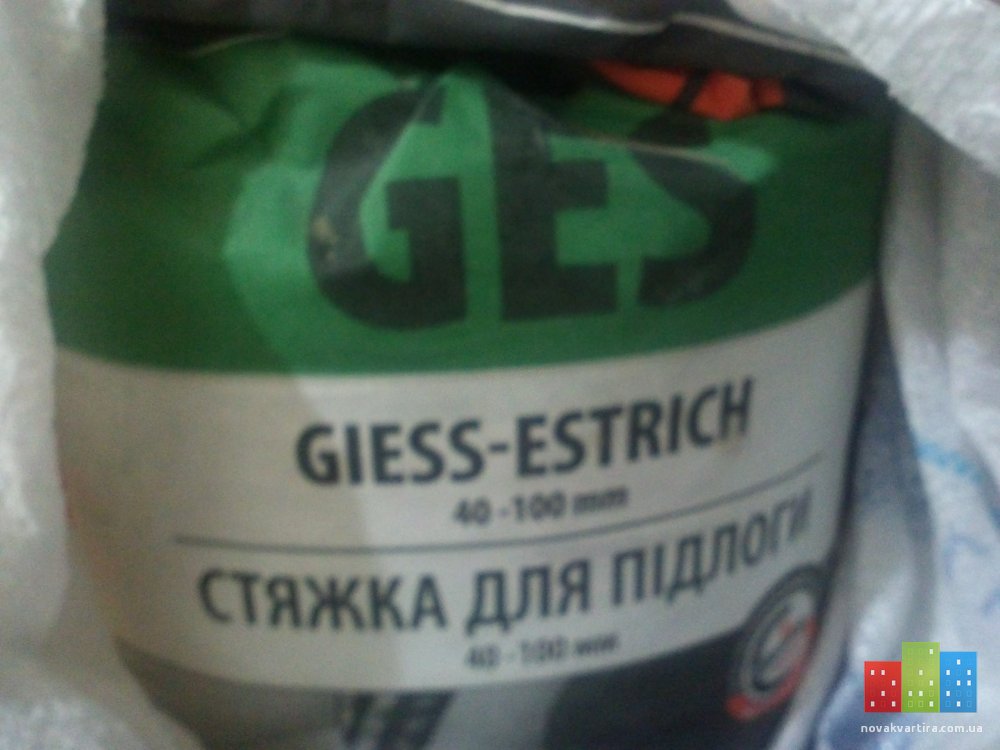 GES
GIESS-ESTRICH
40 - 100 mm
СТЯЖКА ДЛЯ ПІДЛОГИ
40 - 100 мм
novakvartira.com.ua